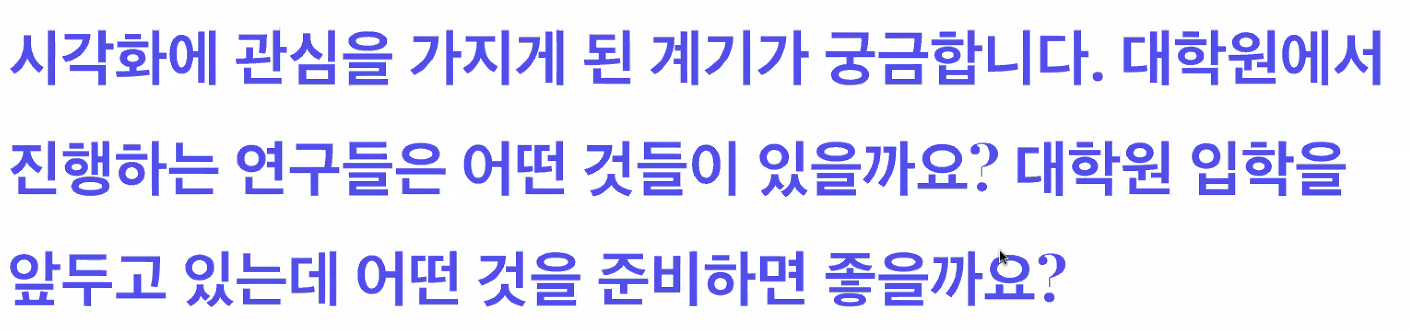 시각화에 관심을 가지게 된 계기가 궁금합니다. 대학원에서
진행하는 연구들은 어떤 것들이 있을까요? 대학원 입학을
앞두고 있는데 어떤 것을 준비하면 좋을까요?